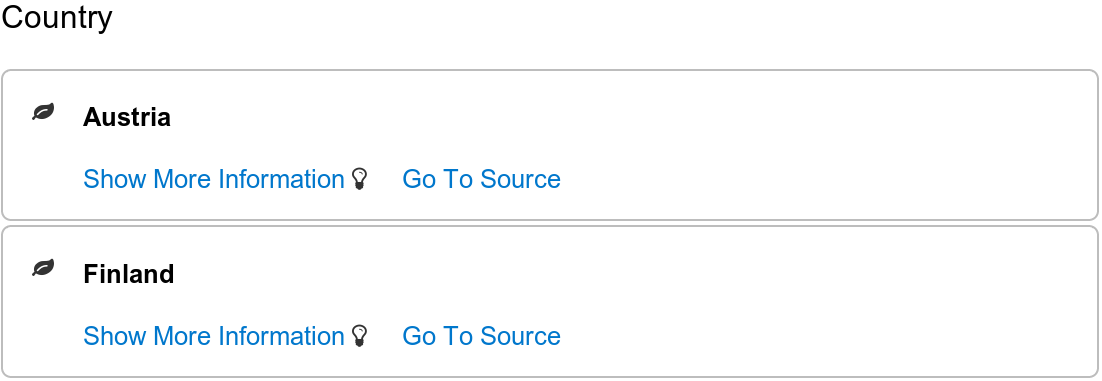 Country
Austria
Show More Information Go To Source
Finland
Show More Information Go To Source